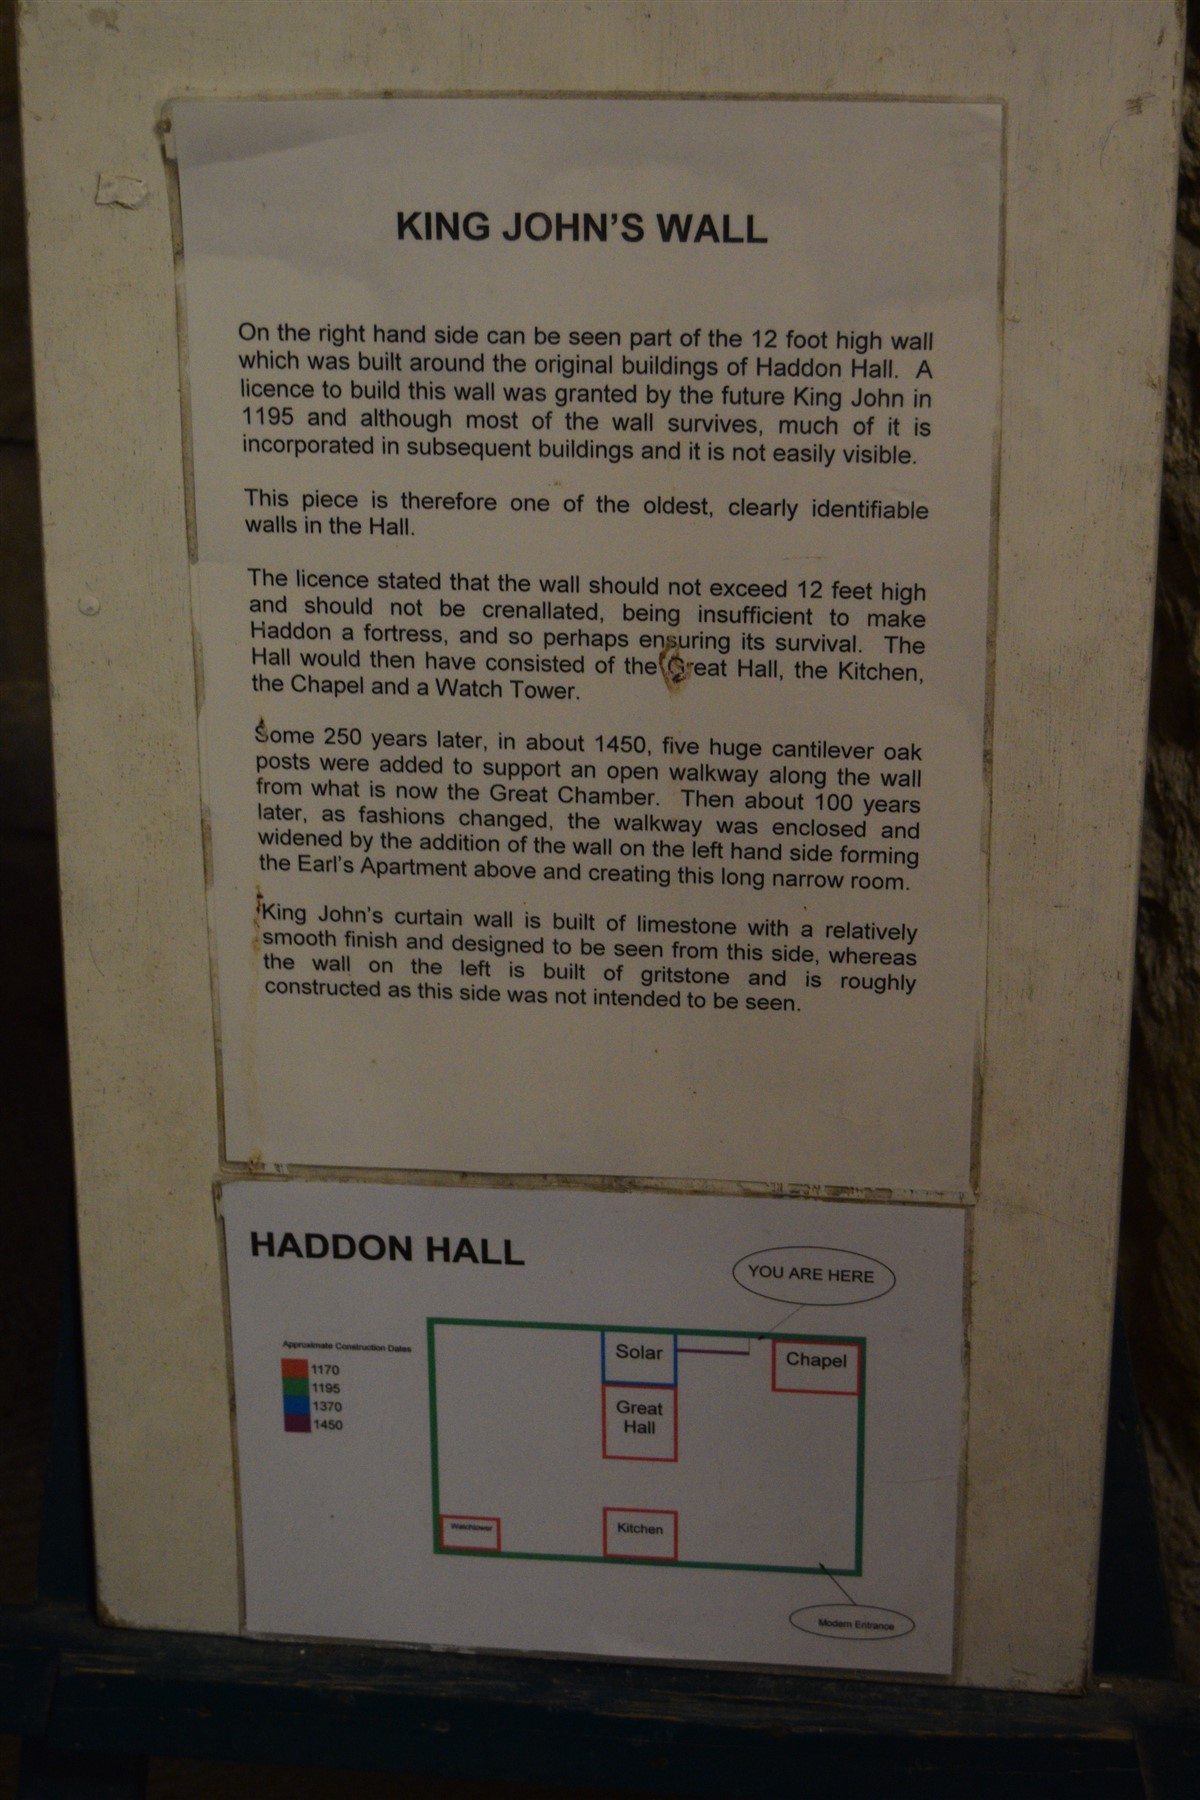 KING JOHN'S WALL
On the right hand side can be seen part of the 12 foot high wall
which was built around the original buildings of Haddon Hall. A
licence to build this wall was granted by the future King John in
1195 and although most of the wall survives, much of it is
incorporated in subsequent buildings and it is not easily visible.
This piece is therefore one of the oldest, clearly identifiable
walls in the Hall.
The licence stated that the wall should not exceed 12 feet high
and should not be crenallated, being insufficient to make
Haddon a fortress, and so perhaps ensuring its survival. The
Hall would then have consisted of the Great Hall, the Kitchen,
the Chapel and a Watch Tower.
Some 250 years later, in about 1450, five huge cantilever oak
posts were added to support an open walkway along the wall
from what is now the Great Chamber. Then about 100 years
later, as fashions changed, the walkway was enclosed and
widened by the addition of the wall on the left hand side forming
the Earl's Apartment above and creating this long narrow room.
King John's curtain wall is built of limestone with a relatively
smooth finish and designed to be seen from this side, whereas
the wall on the left is built of gritstone and is roughly
constructed as this side was not intended to be seen.
HADDON HALL
YOU ARE HERE
Approximate Construction Dates
1170
1195
1370
1450
Solar
Chapel
Great
Hall
Watchtower
Kitchen
Modern Entrance